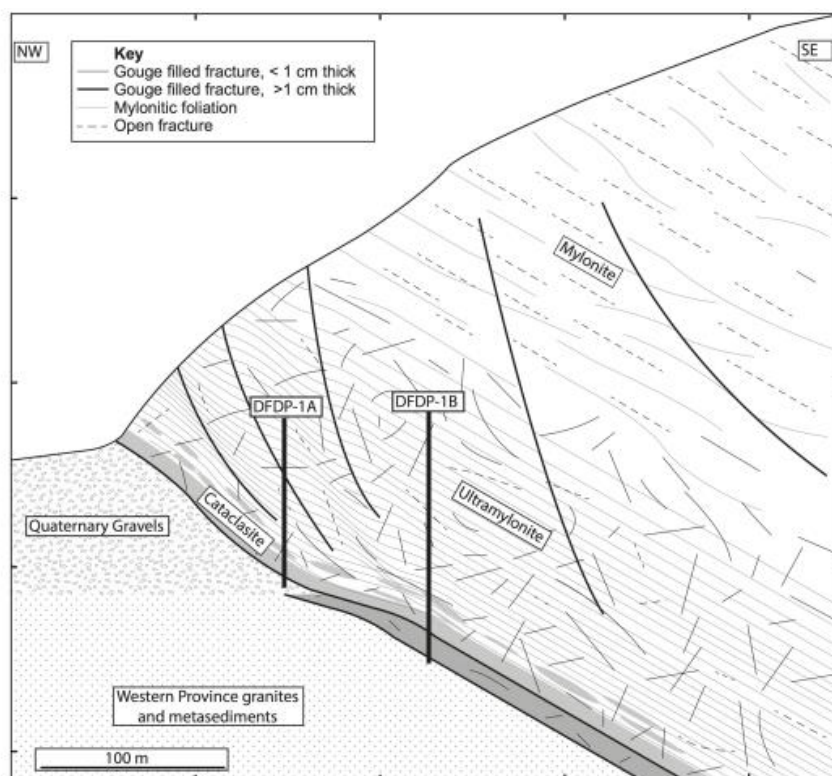 NW
SE
Key
Gouge filled fracture, < 1 cm thick
Gouge filled fracture, >1 cm thick
Mylonitic foliation
Open fracture
Mylonite
DFDP-1A
DFDP-1B
Ultramylonite
Cataclasite
Quaternary Gravels
Western Province granites
and metasediments
100 m